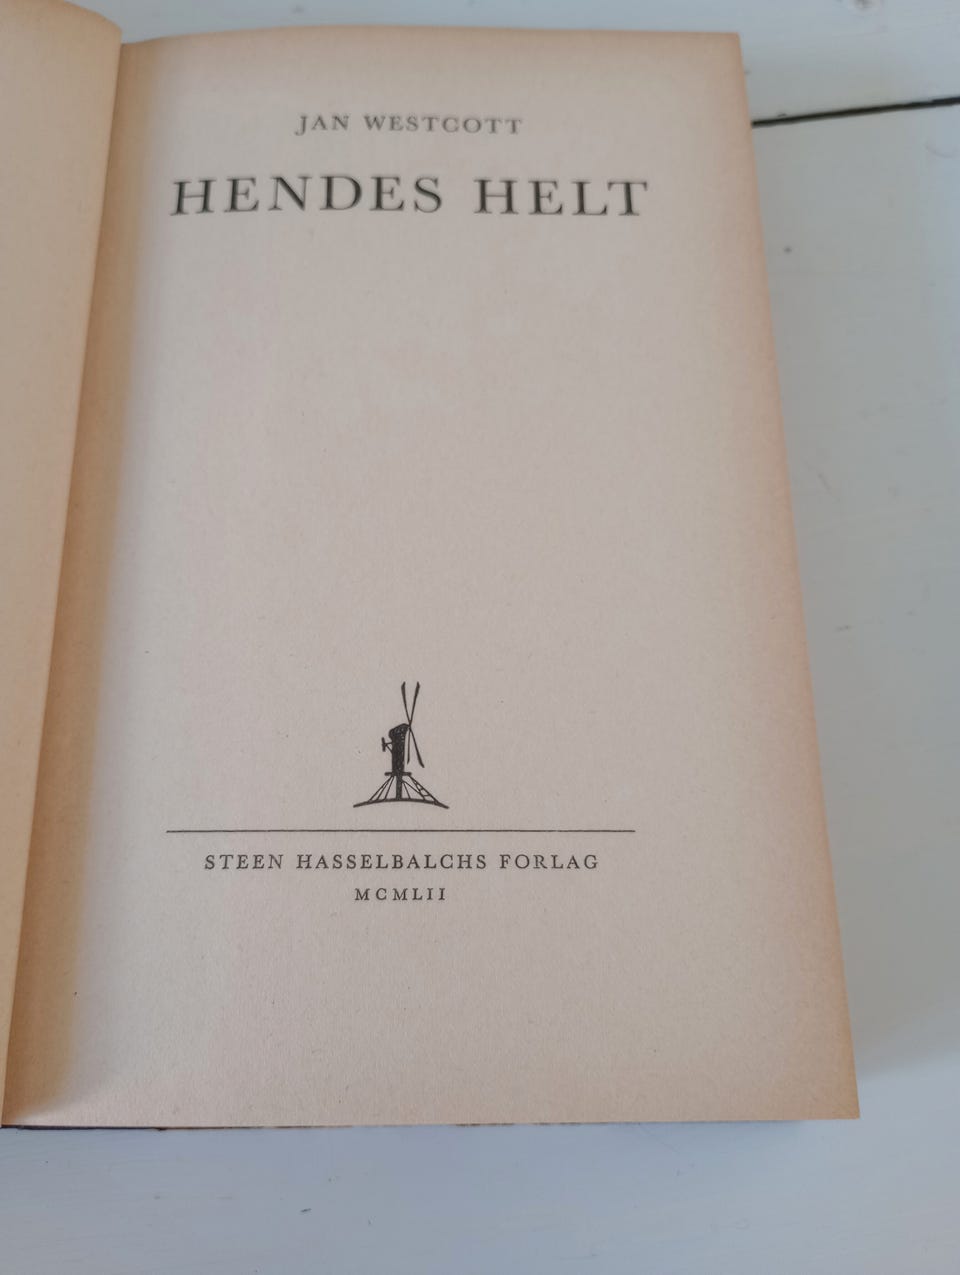 JAN WESTCOTT
HENDES HELT
STEEN HASSELBALCHS FORLAG
MCMLII